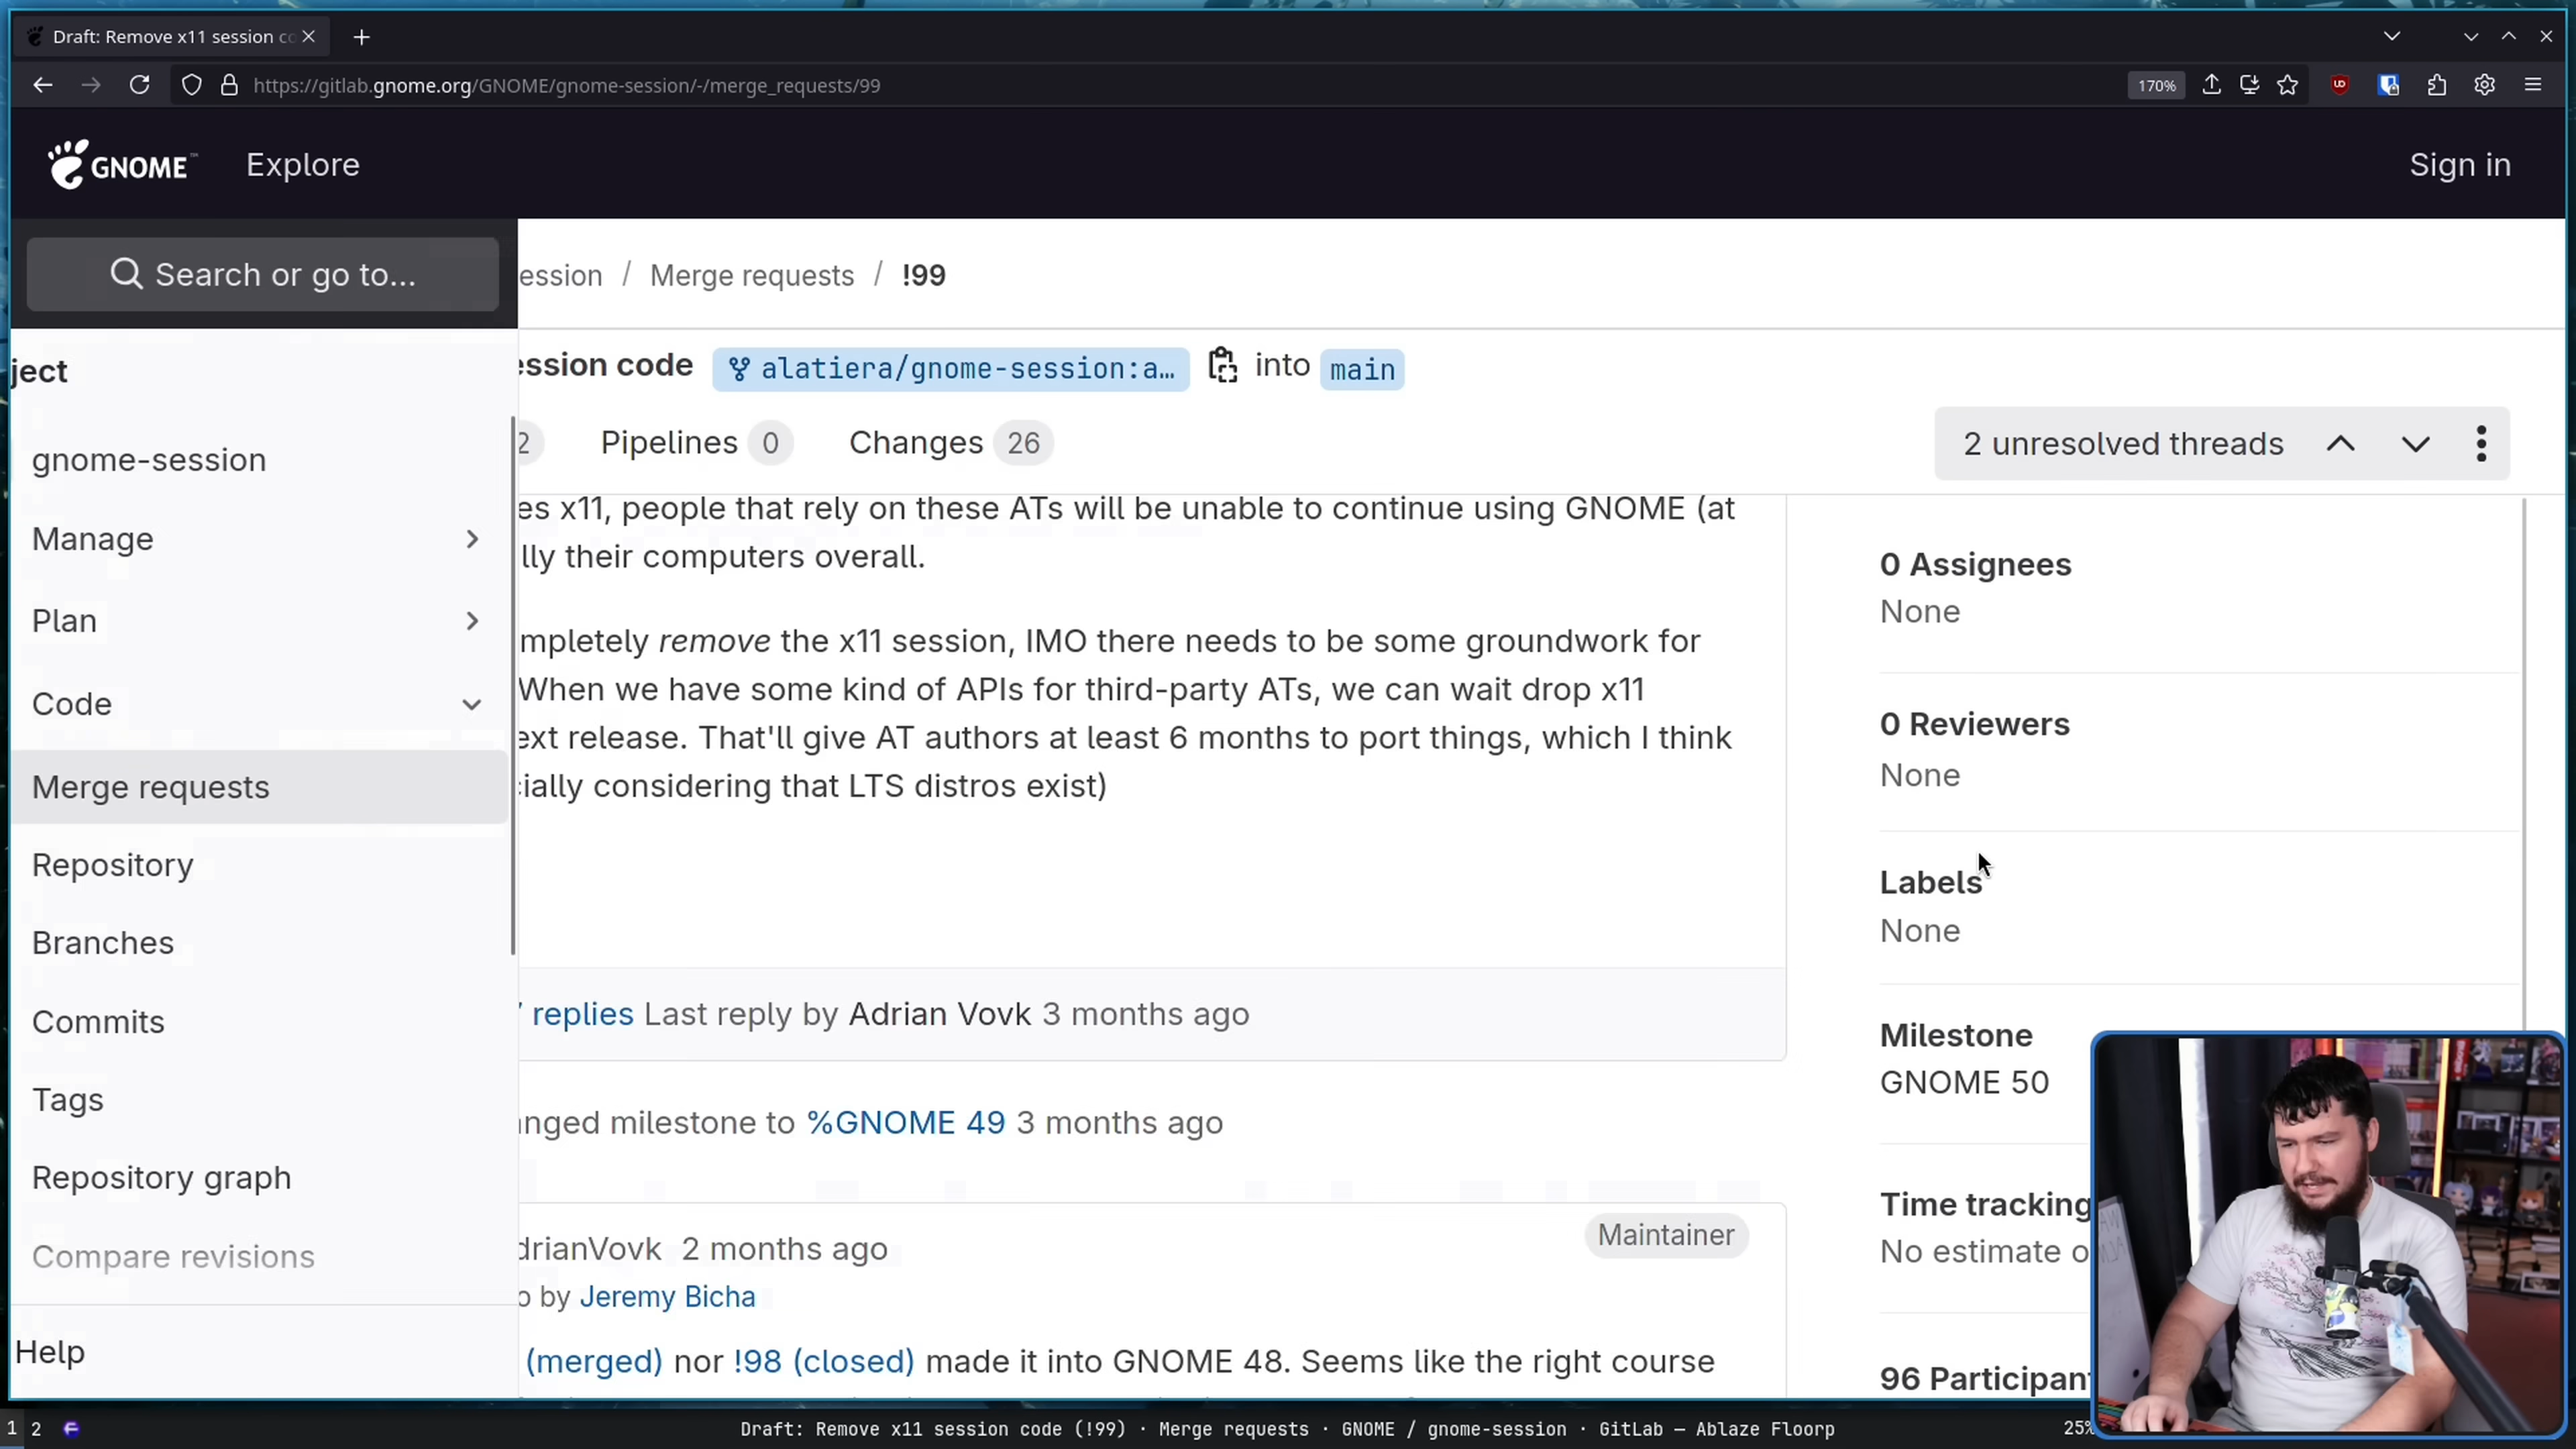 Draft: Remove x11 session co
https://gitlab.gnome.org/GNOME/gnome-session/-/merge_requests/99
170%
GNOME™
Explore
Sign in
Search or go to...
ession / Merge requests / !99
ject
gnome-session
Manage
Plan
Code
Merge requests
Repository
Branches
Commits
Tags
Repository graph
Compare revisions
Help
ession code alatiera/gnome-session:a… into main
2 Pipelines 0 Changes 26
2 unresolved threads
es x11, people that rely on these ATs will be unable to continue using GNOME (at
lly their computers overall.
mpletely remove the x11 session, IMO there needs to be some groundwork for
When we have some kind of APIs for third-party ATs, we can wait drop x11
ext release. That'll give AT authors at least 6 months to port things, which I think
cially considering that LTS distros exist)
replies Last reply by Adrian Vovk 3 months ago
nged milestone to %GNOME 49 3 months ago
drianVovk 2 months ago
Maintainer
by Jeremy Bicha
(merged) nor !98 (closed) made it into GNOME 48. Seems like the right course
0 Assignees
None
0 Reviewers
None
Labels
None
Milestone
GNOME 50
Time tracking
No estimate o
96 Participan
1 2
Draft: Remove x11 session code (!99) · Merge requests · GNOME / gnome-session · GitLab — Ablaze Floorp
25%